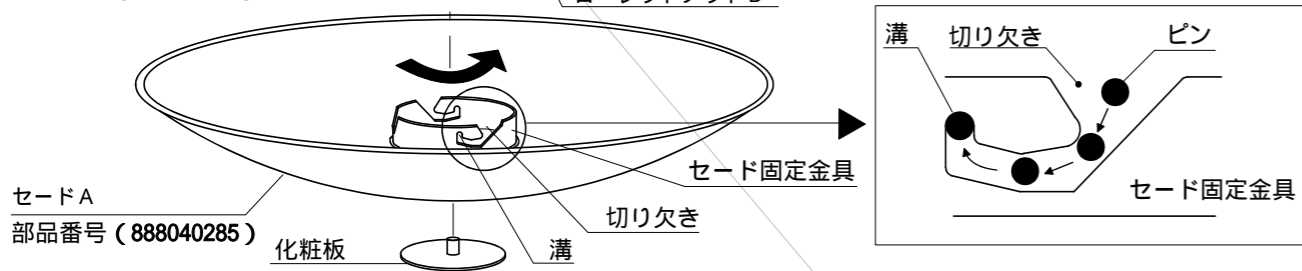 溝
切り欠き
ピン
セード固定金具
セード固定金具
セードA
部品番号(888040285)
切り欠き
化粧板
溝